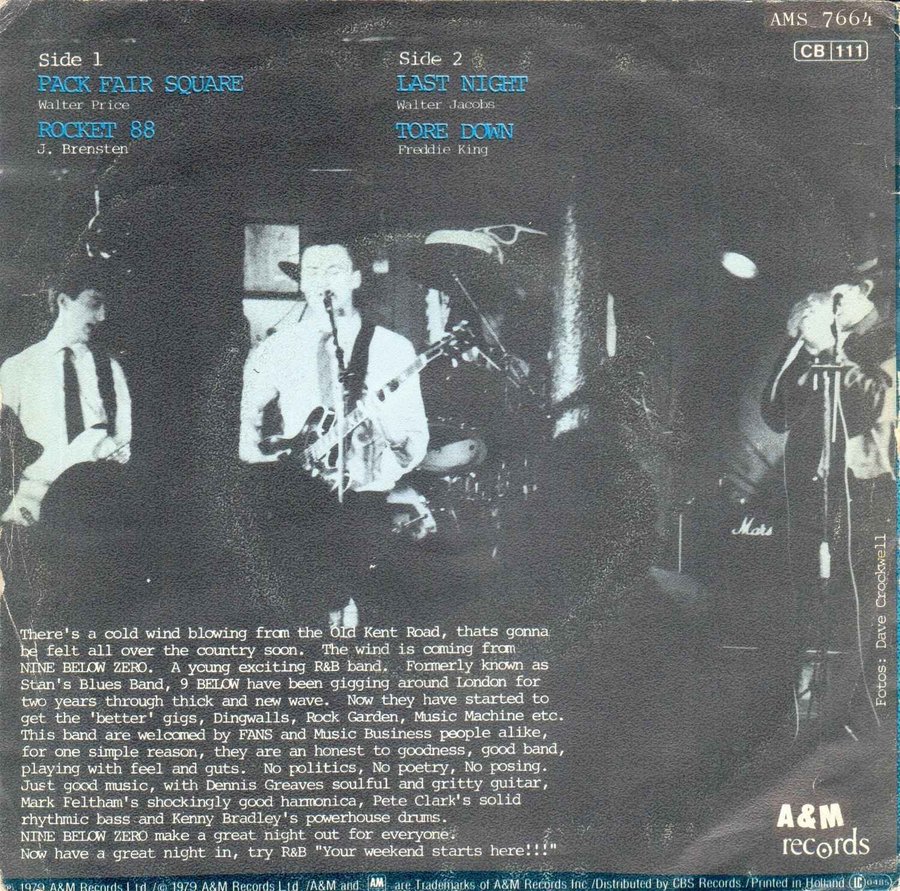 AMS 7664
CB 111
Side 1
PACK FAIR SQUARE
Walter Price
ROCKET 88
J. Brensten
Side 2
LAST NIGHT
Walter Jacobs
TORE DOWN
Freddie King
Mars
Fotos: Dave Crockwell
There's a cold wind blowing from the Old Kent Road, thats gonna
be felt all over the country soon. The wind is coming from
NINE BELOW ZERO. A young exciting R&B band. Formerly known as
Stan's Blues Band, 9 BELOW have been gigging around London for
two years through thick and new wave. Now they have started to
get the 'better' gigs, Dingwalls, Rock Garden, Music Machine etc.
This band are welcomed by FANS and Music Business people alike,
for one simple reason, they are an honest to goodness, good band,
playing with feel and guts. No politics, No poetry, No posing.
Just good music, with Dennis Greaves soulful and gritty guitar,
Mark Feltham's shockingly good harmonica, Pete Clark's solid
rhythmic bass and Kenny Bradley's powerhouse drums.
NINE BELOW ZERO make a great night out for everyone.
Now have a great night in, try R&B "Your weekend starts here!!!"
A&M
records
1979 A&M Records Ltd./© 1979 A&M Records Ltd. /A&M and AM are Trademarks of A&M Records Inc./Distributed by CBS Records./Printed in Holland LC 0485